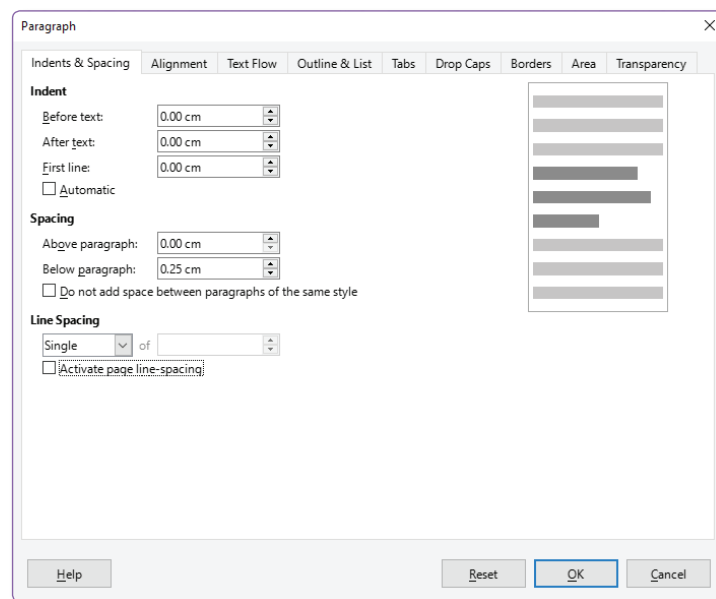 Paragraph
Indents & Spacing Alignment Text Flow Outline & List Tabs Drop Caps Borders Area Transparency
Indent
Before text: 0.00 cm
After text: 0.00 cm
First line: 0.00 cm
Automatic
Spacing
Above paragraph: 0.00 cm
Below paragraph: 0.25 cm
Do not add space between paragraphs of the same style
Line Spacing
Single of
Activate page line-spacing
Help Reset OK Cancel